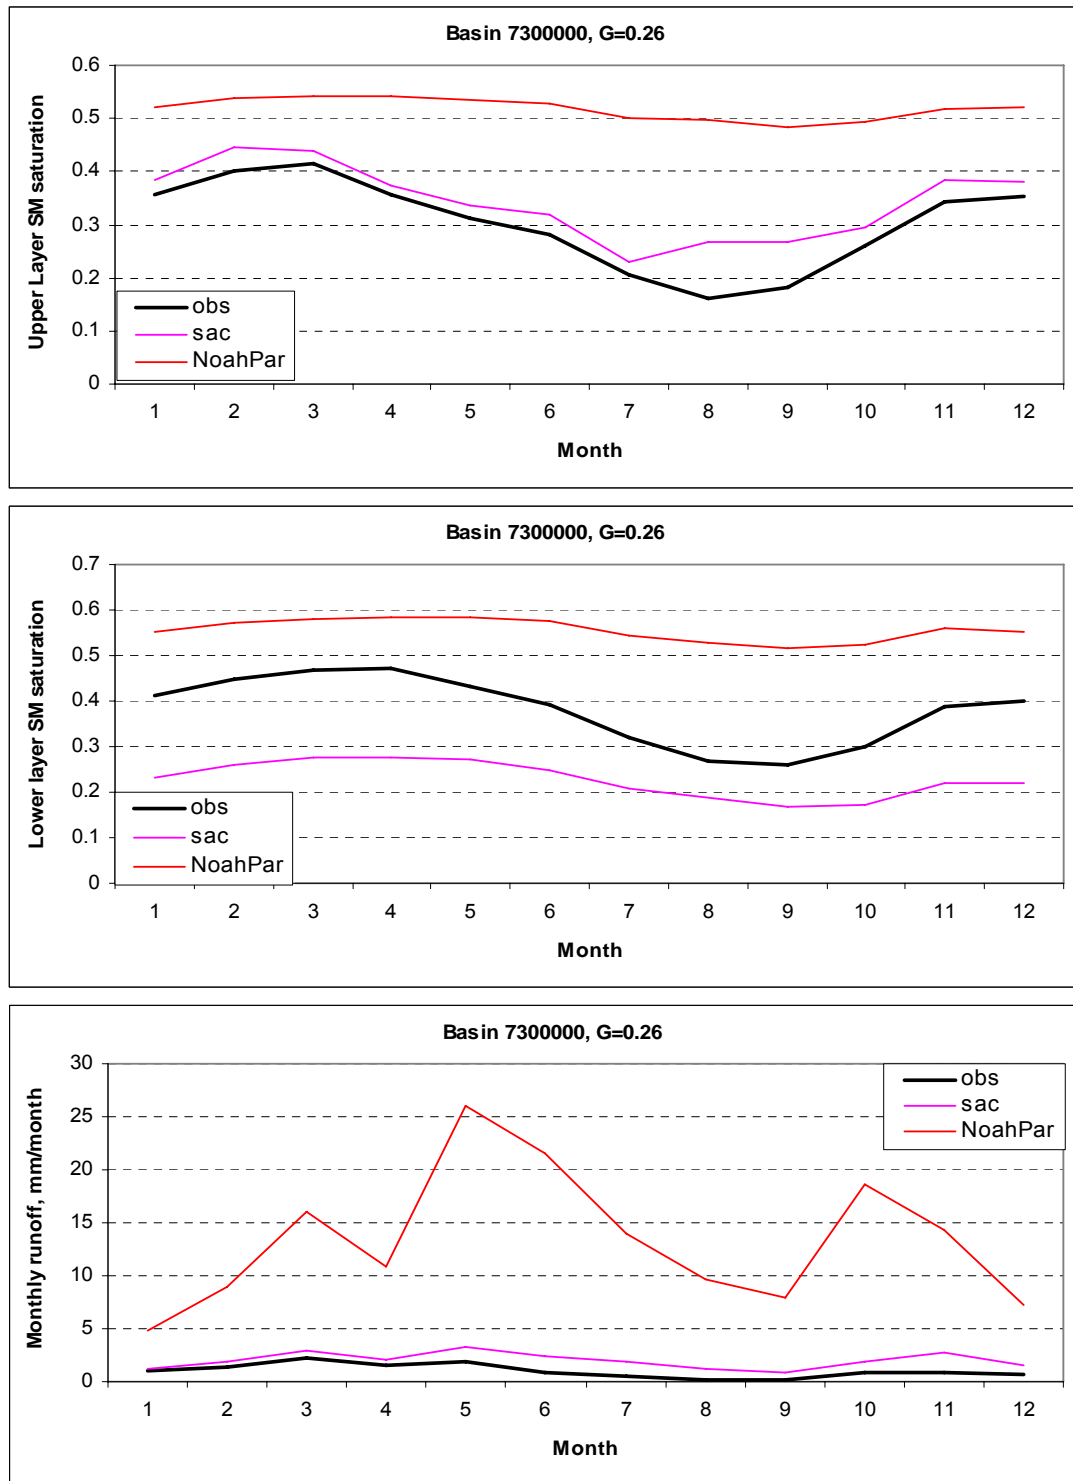 Basin 7300000, G=0.26
Upper Layer SM saturation
0.6
0.5
0.4
0.3
0.2
0.1
0
obs
sac
NoahPar
1 2 3 4 5 6 7 8 9 10 11 12
Month
Basin 7300000, G=0.26
Lower layer SM saturation
0.7
0.6
0.5
0.4
0.3
0.2
0.1
0
obs
sac
NoahPar
1 2 3 4 5 6 7 8 9 10 11 12
Month
Basin 7300000, G=0.26
Monthly runoff, mm/month
30
25
20
15
10
5
0
obs
sac
NoahPar
1 2 3 4 5 6 7 8 9 10 11 12
Month